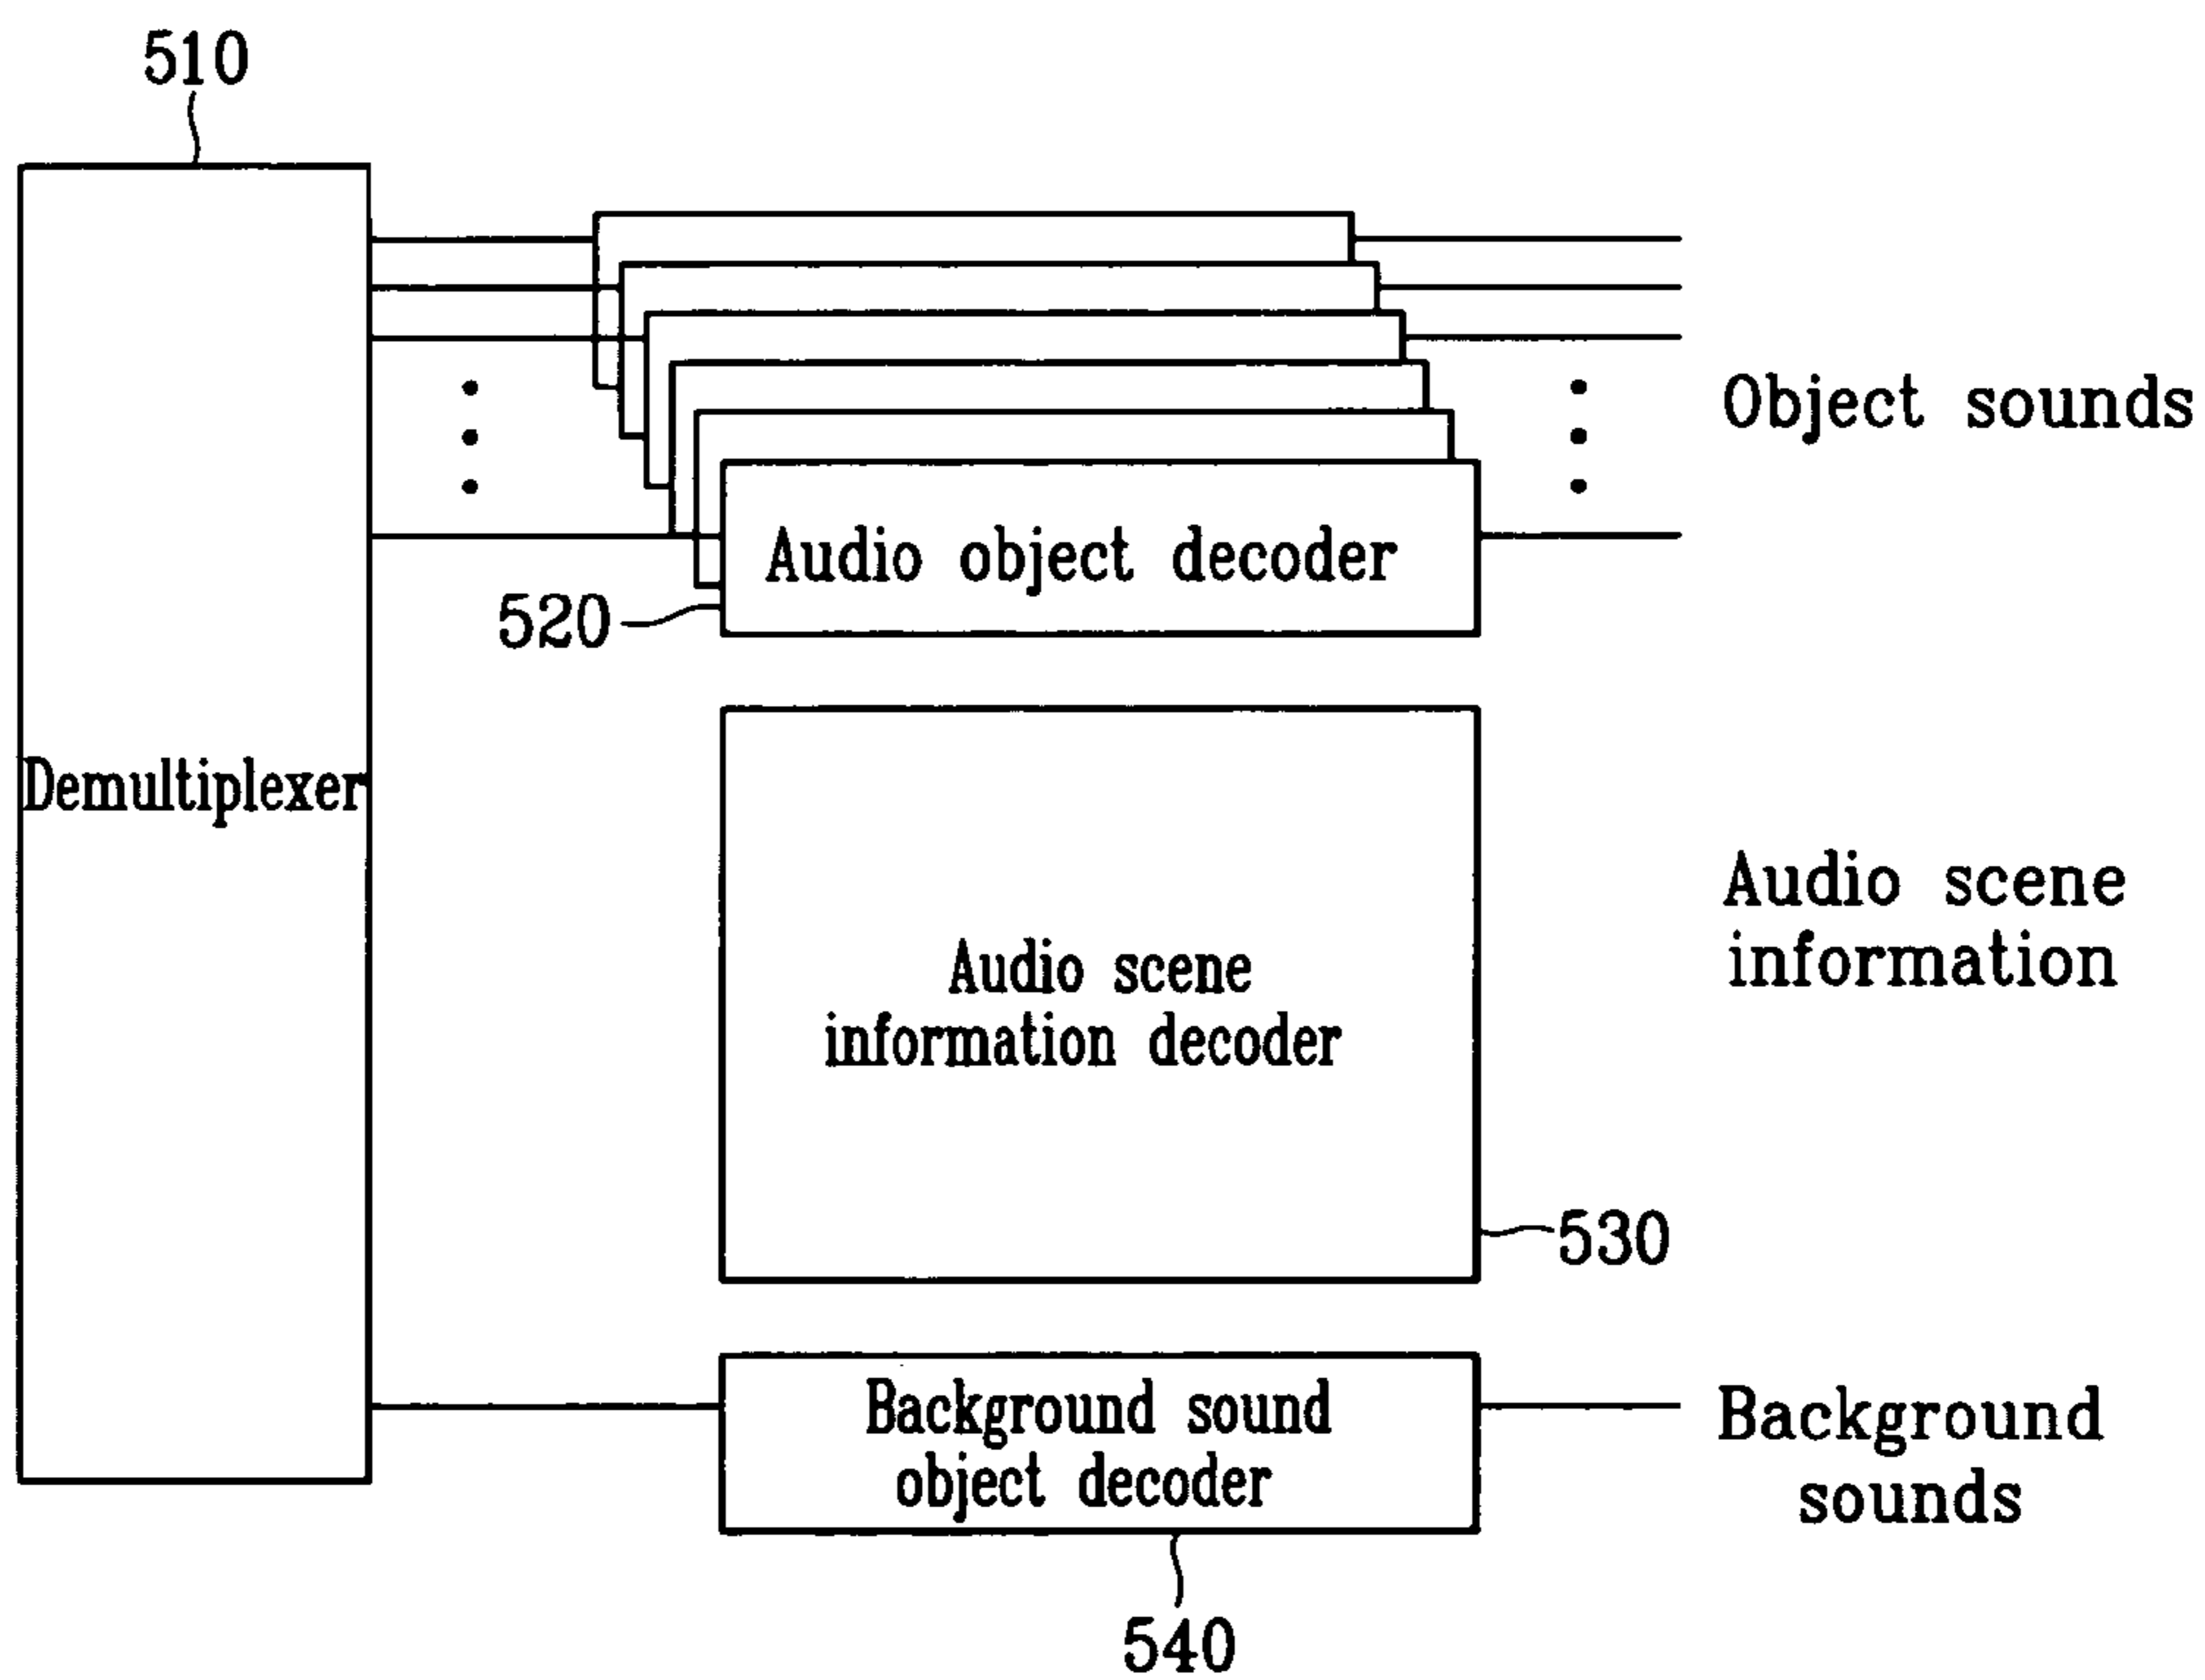 510
Object sounds
Audio object decoder
520
Demultiplexer
Audio scene
information
Audio scene
information decoder
530
Background sound
object decoder
Background
sounds
540